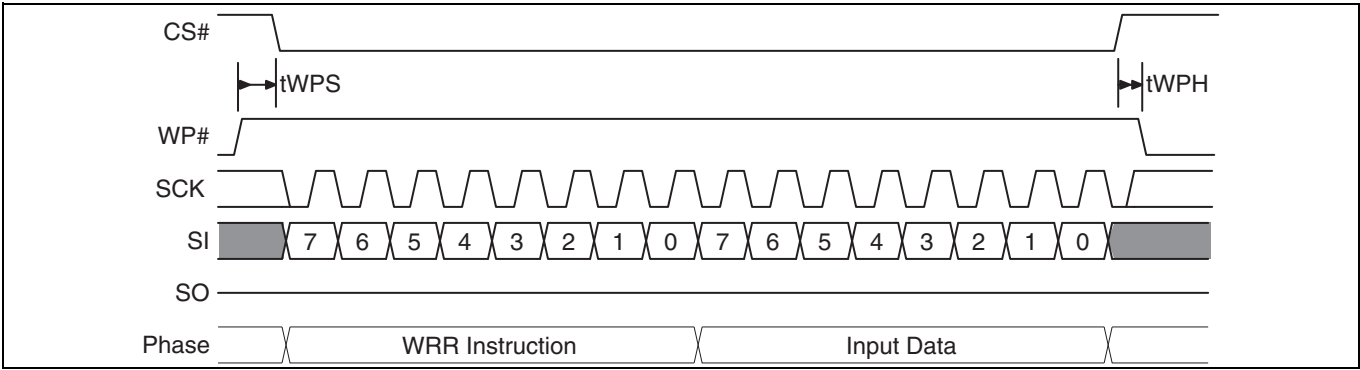 CS#
tWPS
tWPH
WP#
SCK
SI 7 6 5 4 3 2 1 0 7 6 5 4 3 2 1 0
SO
Phase WRR Instruction Input Data